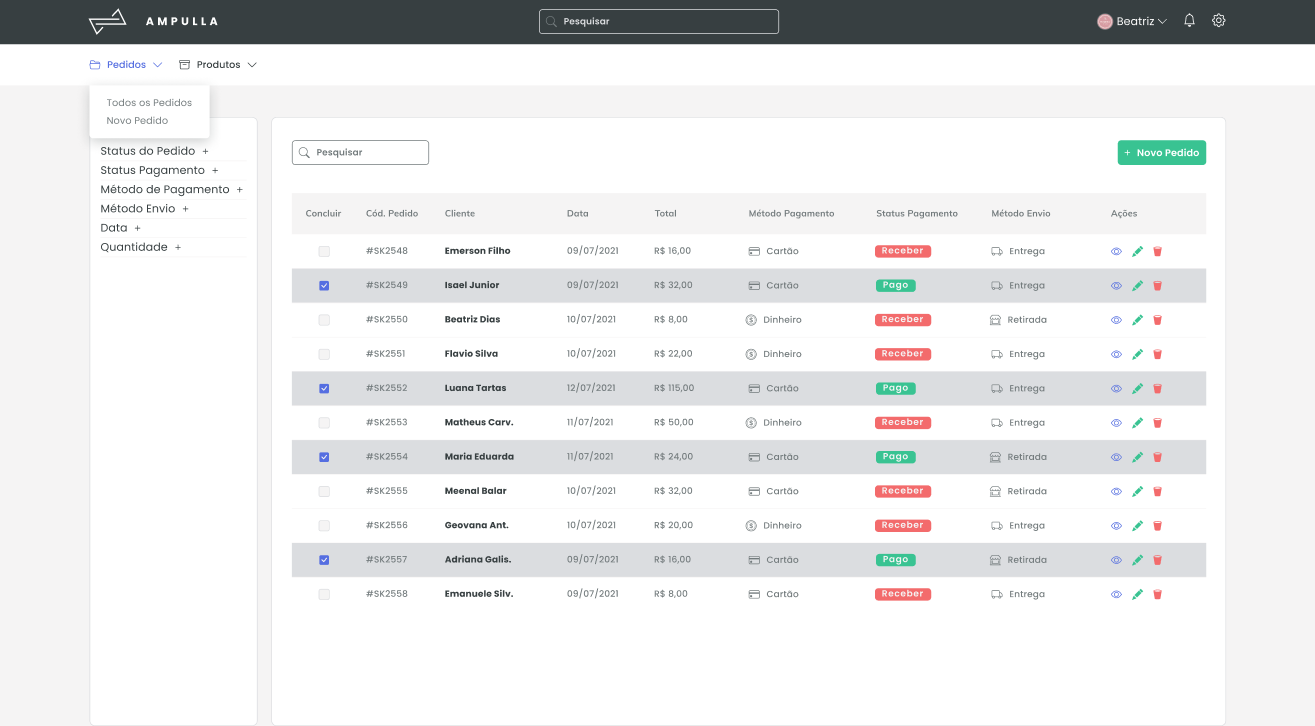 AMPULLA
Pesquisar
Beatriz
Pedidos
Produtos
Todos os Pedidos
Novo Pedido
Status do Pedido +
Status Pagamento +
Método de Pagamento +
Método Envio +
Data +
Quantidade +
Pesquisar
+ Novo Pedido
Concluir Cód. Pedido Cliente Data Total Método Pagamento Status Pagamento Método Envio Ações
#SK2548 Emerson Filho 09/07/2021 R$ 16,00 Cartão Receber Entrega
#SK2549 Isael Junior 09/07/2021 R$ 32,00 Cartão Pago Entrega
#SK2550 Beatriz Dias 10/07/2021 R$ 8,00 Dinheiro Receber Retirada
#SK2551 Flavio Silva 10/07/2021 R$ 22,00 Dinheiro Receber Entrega
#SK2552 Luana Tartas 12/07/2021 R$ 115,00 Cartão Pago Entrega
#SK2553 Matheus Carv. 11/07/2021 R$ 50,00 Dinheiro Receber Entrega
#SK2554 Maria Eduarda 11/07/2021 R$ 24,00 Cartão Pago Retirada
#SK2555 Meenal Balar 10/07/2021 R$ 32,00 Cartão Receber Retirada
#SK2556 Geovana Ant. 10/07/2021 R$ 20,00 Dinheiro Receber Entrega
#SK2557 Adriana Galis. 09/07/2021 R$ 16,00 Cartão Pago Retirada
#SK2558 Emanuele Silv. 09/07/2021 R$ 8,00 Cartão Receber Entrega